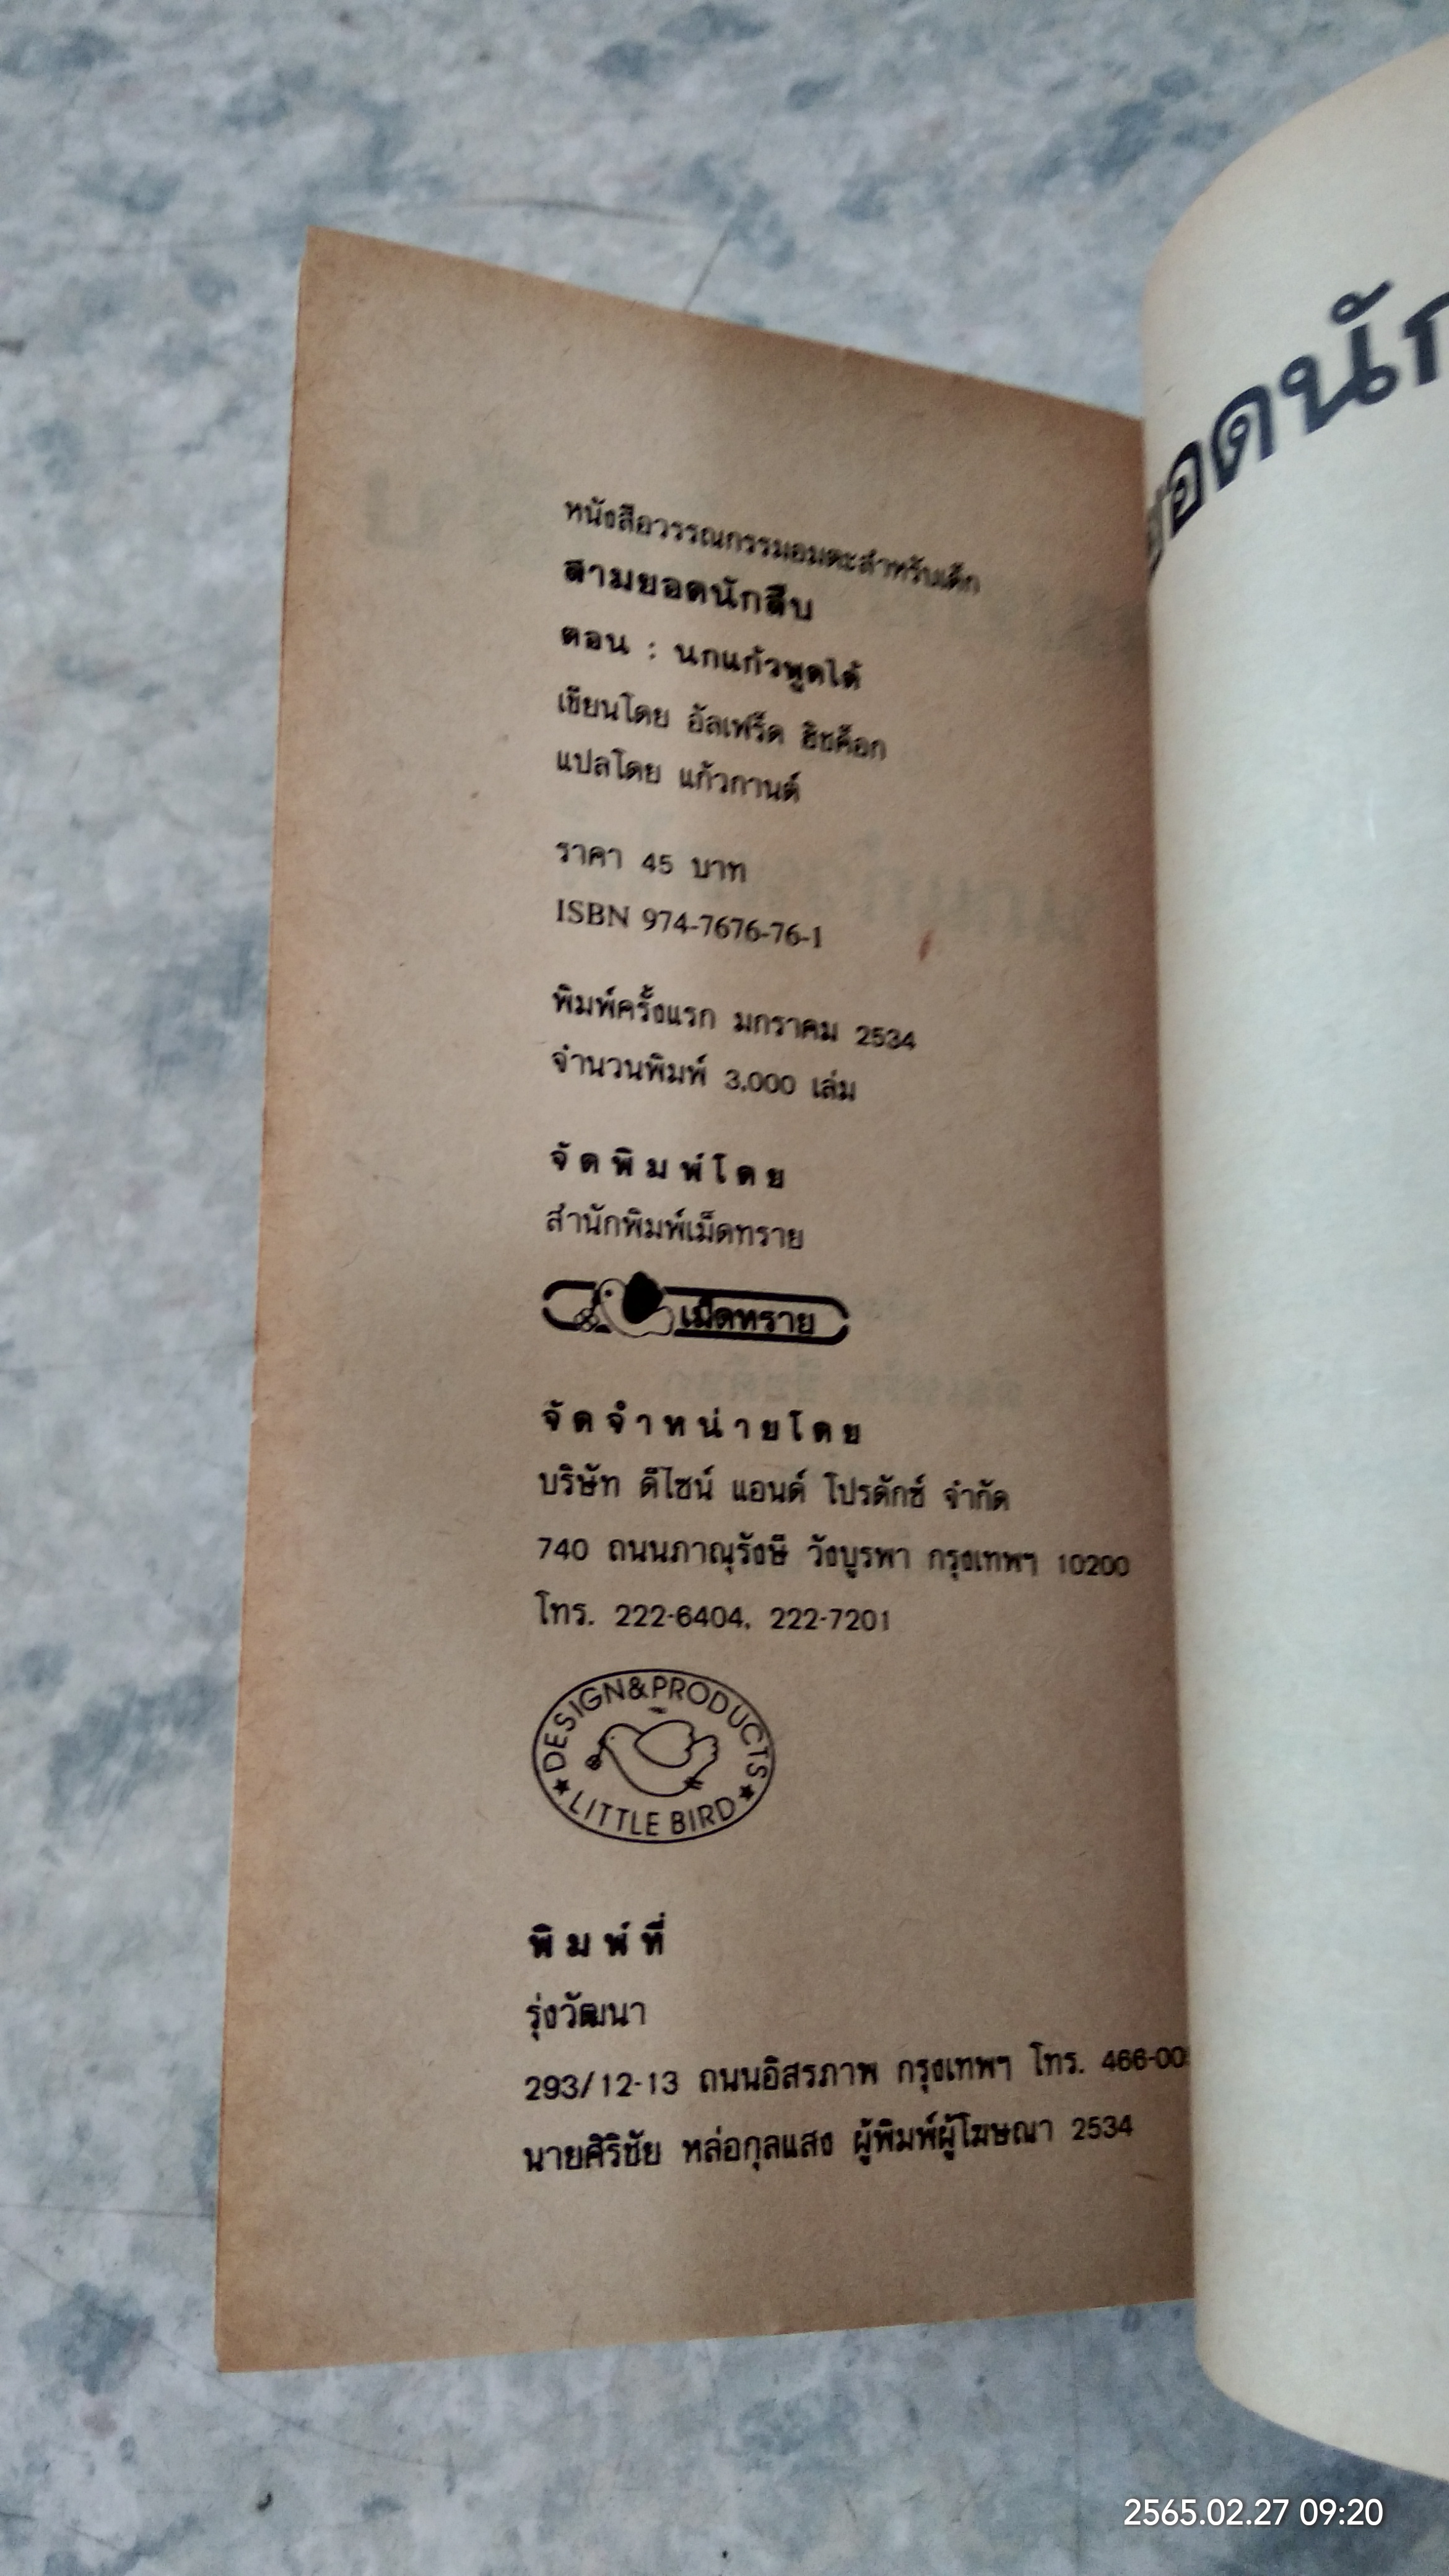 หนังสือวรรณกรรมอมตะสำหรับเด็ก
สามยอดนักสืบ
ตอน : นกแก้วพูดได้
เขียนโดย อัลเฟร็ด ฮิชค็อก
แปลโดย แก้วกานต์
ราคา 45 บาท
ISBN 974-7676-76-1
พิมพ์ครั้งแรก มกราคม 2534
จำนวนพิมพ์ 3,000 เล่ม
จัดพิมพ์โดย
สำนักพิมพ์เม็ดทราย
เม็ดทราย
จัดจำหน่ายโดย
บริษัท ดีไซน์ แอนด์ โปรดักซ์ จำกัด
740 ถนนภาณุรังษี วังบูรพา กรุงเทพฯ 10200
โทร. 222-6404, 222-7201
DESIGN&PRODUCTS
★ LITTLE BIRD ★
พิมพ์ที่
รุ่งวัฒนา
293/12-13 ถนนอิสรภาพ กรุงเทพฯ โทร. 466-00
นายศิริชัย หล่อกุลแสง ผู้พิมพ์ผู้โฆษณา 2534
ยอดนัก
2565.02.27 09:20